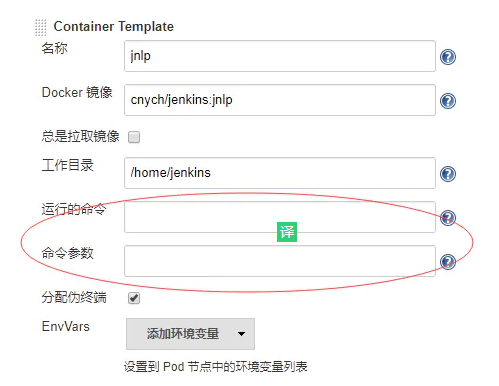 Container Template
名称
jnlp
Docker 镜像
cnych/jenkins:jnlp
总是拉取镜像
工作目录
/home/jenkins
运行的命令
译
命令参数
分配伪终端
EnvVars
添加环境变量
设置到 Pod 节点中的环境变量列表